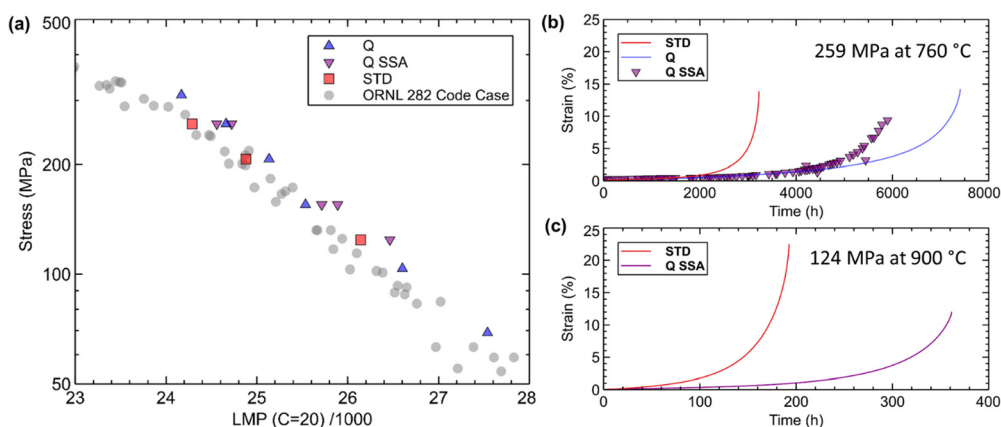 (a)
500
200
100
50
Stress (MPa)
Q
Q SSA
STD
ORNL 282 Code Case
23 24 25 26 27 28
LMP (C=20) /1000
(b)
25
20
15
10
5
0
Strain (%)
STD
Q
Q SSA
259 MPa at 760 °C
0 2000 4000 6000 8000
Time (h)
(c)
25
20
15
10
5
0
Strain (%)
STD
Q SSA
124 MPa at 900 °C
0 100 200 300 400
Time (h)